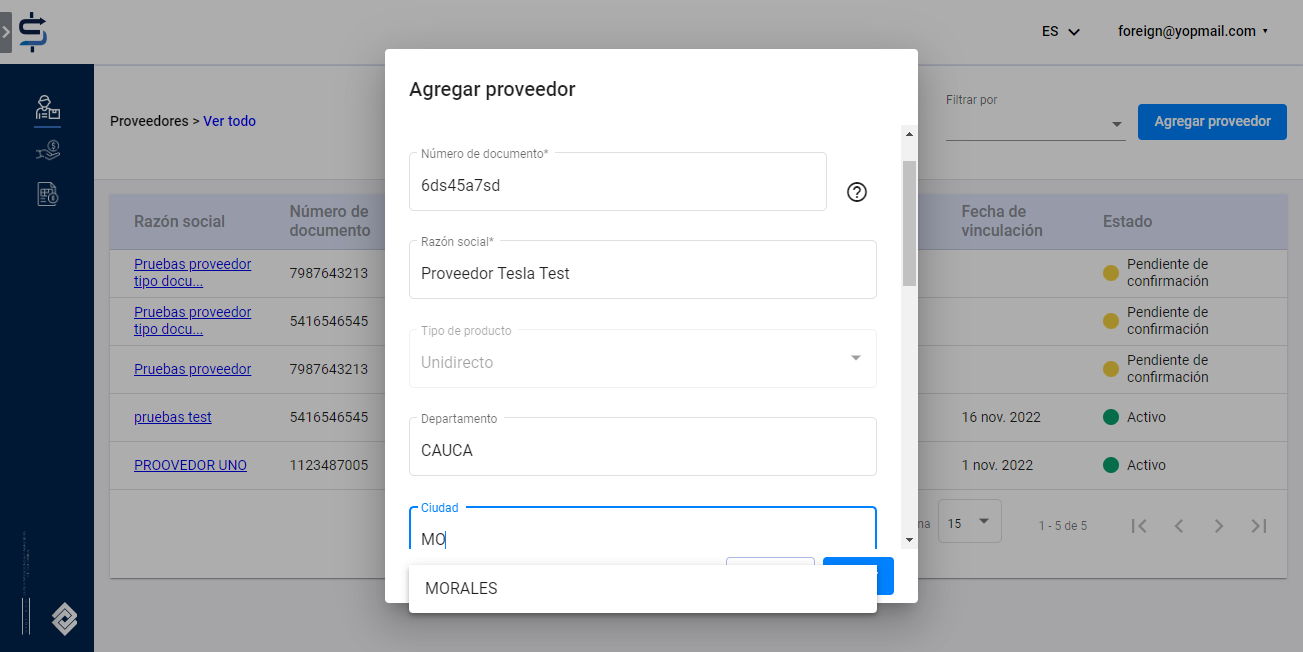 ES
foreign@yopmail.com
Agregar proveedor
Proveedores > Ver todo
Filtrar por
Agregar proveedor
Número de documento*
6ds45a7sd
Razón social*
Proveedor Tesla Test
Tipo de producto
Unidirecto
Departamento
CAUCA
Ciudad
MO
MORALES
Razón social
Número de
documento
Fecha de
vinculación
Estado
Pruebas proveedor
tipo docu...
7987643213
Pendiente de
confirmación
Pruebas proveedor
tipo docu...
5416546545
Pendiente de
confirmación
Pruebas proveedor
7987643213
Pendiente de
confirmación
pruebas test
5416546545
16 nov. 2022
Activo
PROOVEDOR UNO
1123487005
1 nov. 2022
Activo
na
15
1 - 5 de 5